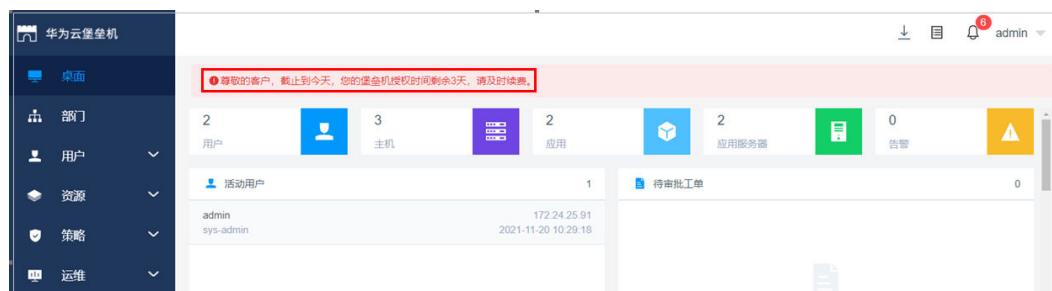 华为云堡垒机
6
admin
桌面
尊敬的客户，截止到今天，您的堡垒机授权时间剩余3天，请及时续费。
部门
2
用户
3
主机
2
应用
2
应用服务器
0
告警
用户
活动用户
1
待审批工单
0
资源
admin
172.24.25.91
sys-admin
2021-11-20 10:29:18
策略
运维